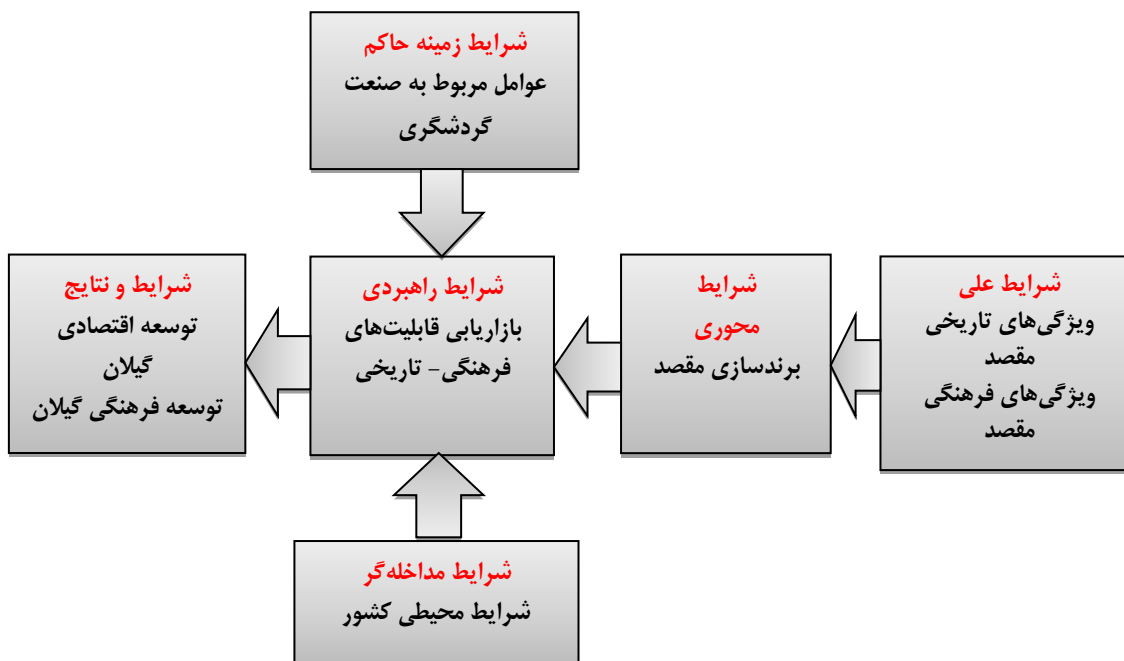 شرایط زمینه حاکم
عوامل مربوط به صنعت
گردشگری
شرایط علی
ویژگی‌های تاریخی
مقصد
ویژگی‌های فرهنگی
مقصد
شرایط
محوری
برندسازی مقصد
شرایط راهبردی
بازاریابی قابلیت‌های
فرهنگی- تاریخی
شرایط و نتایج
توسعه اقتصادی
گیلان
توسعه فرهنگی گیلان
شرایط مداخله‌گر
شرایط محیطی کشور